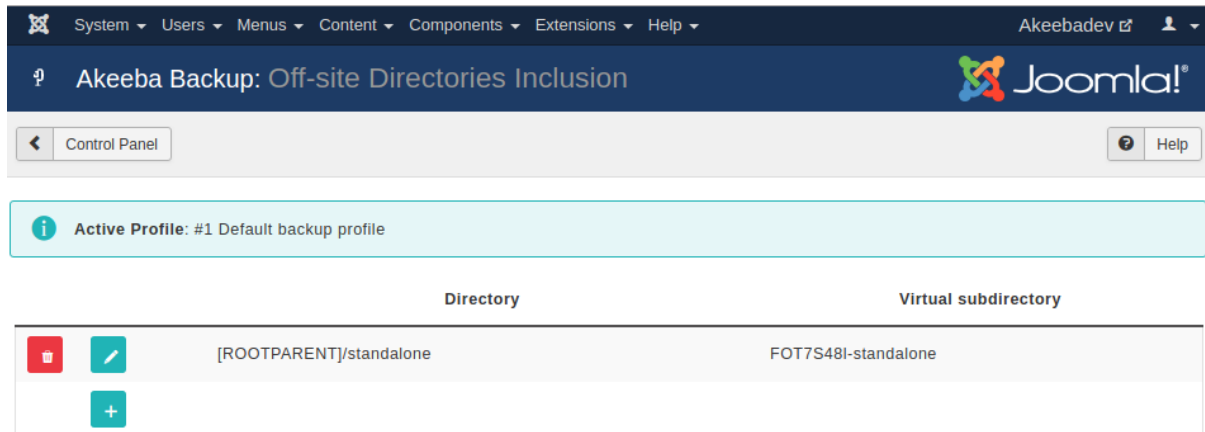 System Users Menus Content Components Extensions Help Akeebadev
Akeeba Backup: Off-site Directories Inclusion Joomla!®
Control Panel Help
Active Profile: #1 Default backup profile
Directory Virtual subdirectory
[ROOTPARENT]/standalone FOT7S48I-standalone